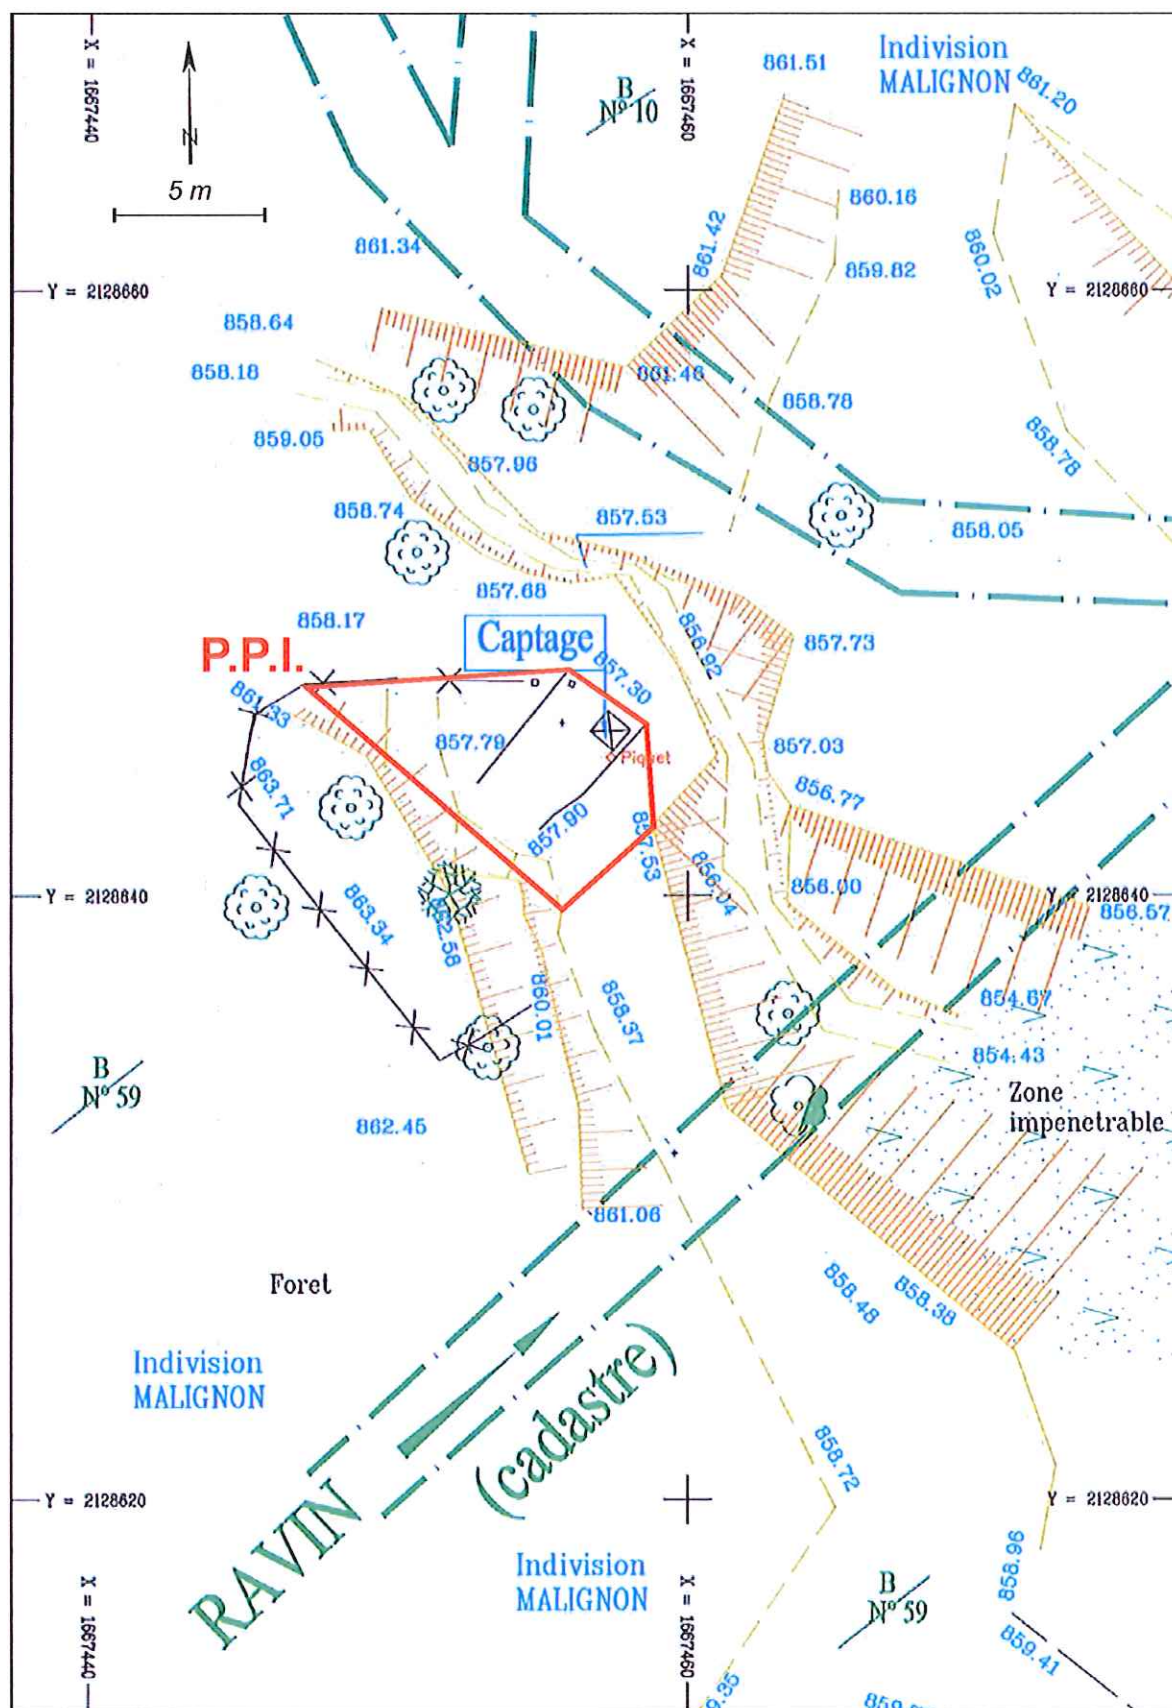 X = 1667440
X = 1667460
Indivision
MALIGNON
861.51
861.20
B
N° 10
N
5 m
860.16
861.42
861.34
860.02
859.82
Y = 2128660
Y = 2128660
858.64
858.18
861.46
858.78
859.05
858.78
857.96
858.74
857.53
858.05
857.68
858.17
856.92
857.73
P.P.I.
Captage
857.30
861.33
857.79
857.03
Piquet
863.71
856.77
857.90
857.53
856.04
856.00
Y = 2128640
Y = 2128640
856.57
863.34
862.58
860.01
858.37
854.67
854.43
B
N° 59
Zone
impenetrable
862.45
861.06
Foret
858.48
858.38
Indivision
MALIGNON
(cadastre)
858.72
Y = 2128620
Y = 2128620
RAVIN
858.96
Indivision
MALIGNON
B
N° 59
X = 1667440
X = 1667460
859.41
9.35